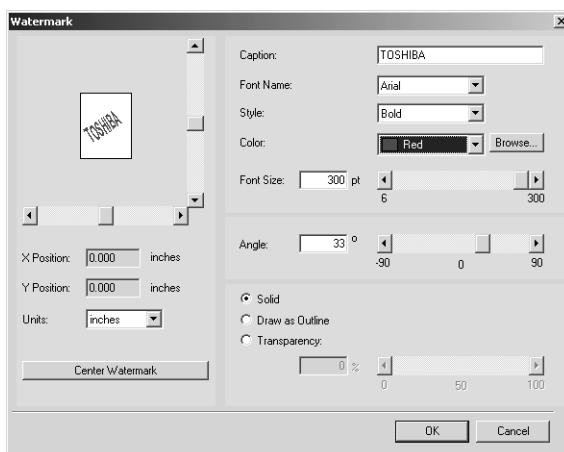 Watermark
TOSHIBA
X Position: 0.000 inches
Y Position: 0.000 inches
Units: inches
Center Watermark
Caption: TOSHIBA
Font Name: Arial
Style: Bold
Color: Red Browse...
Font Size: 300 pt
6 300
Angle: 33 °
-90 0 90
Solid
Draw as Outline
Transparency:
0 %
0 50 100
OK Cancel